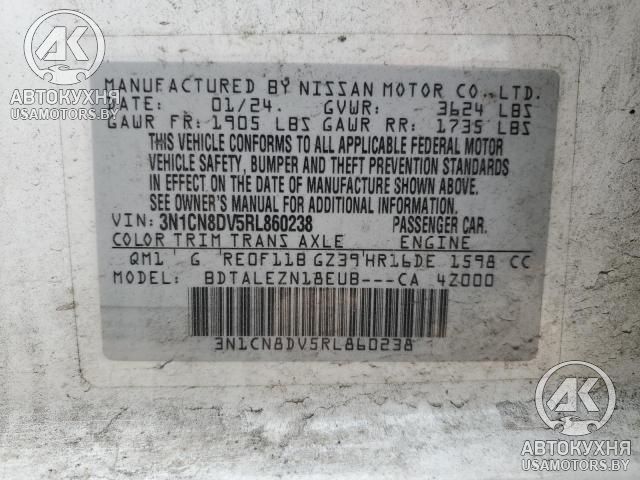 AK
АВТОКУХНЯ
USAMOTORS.BY
MANUFACTURED BY NISSAN MOTOR CO., LTD.
DATE: 01/24. GVWR: 3624 LBS
GAWR FR: 1905 LBS GAWR RR: 1735 LBS
THIS VEHICLE CONFORMS TO ALL APPLICABLE FEDERAL MOTOR
VEHICLE SAFETY, BUMPER AND THEFT PREVENTION STANDARDS
IN EFFECT ON THE DATE OF MANUFACTURE SHOWN ABOVE.
SEE OWNER'S MANUAL FOR ADDITIONAL INFORMATION.
VIN: 3N1CN8DV5RL860238 PASSENGER CAR.
COLOR TRIM TRANS AXLE ENGINE
QM1 G RE0F11B GZ39 HR16DE 1598 CC
MODEL: BDTALEZN18EUB---CA 4Z000
3N1CN8DV5RL860238
AK
АВТОКУХНЯ
USAMOTORS.BY